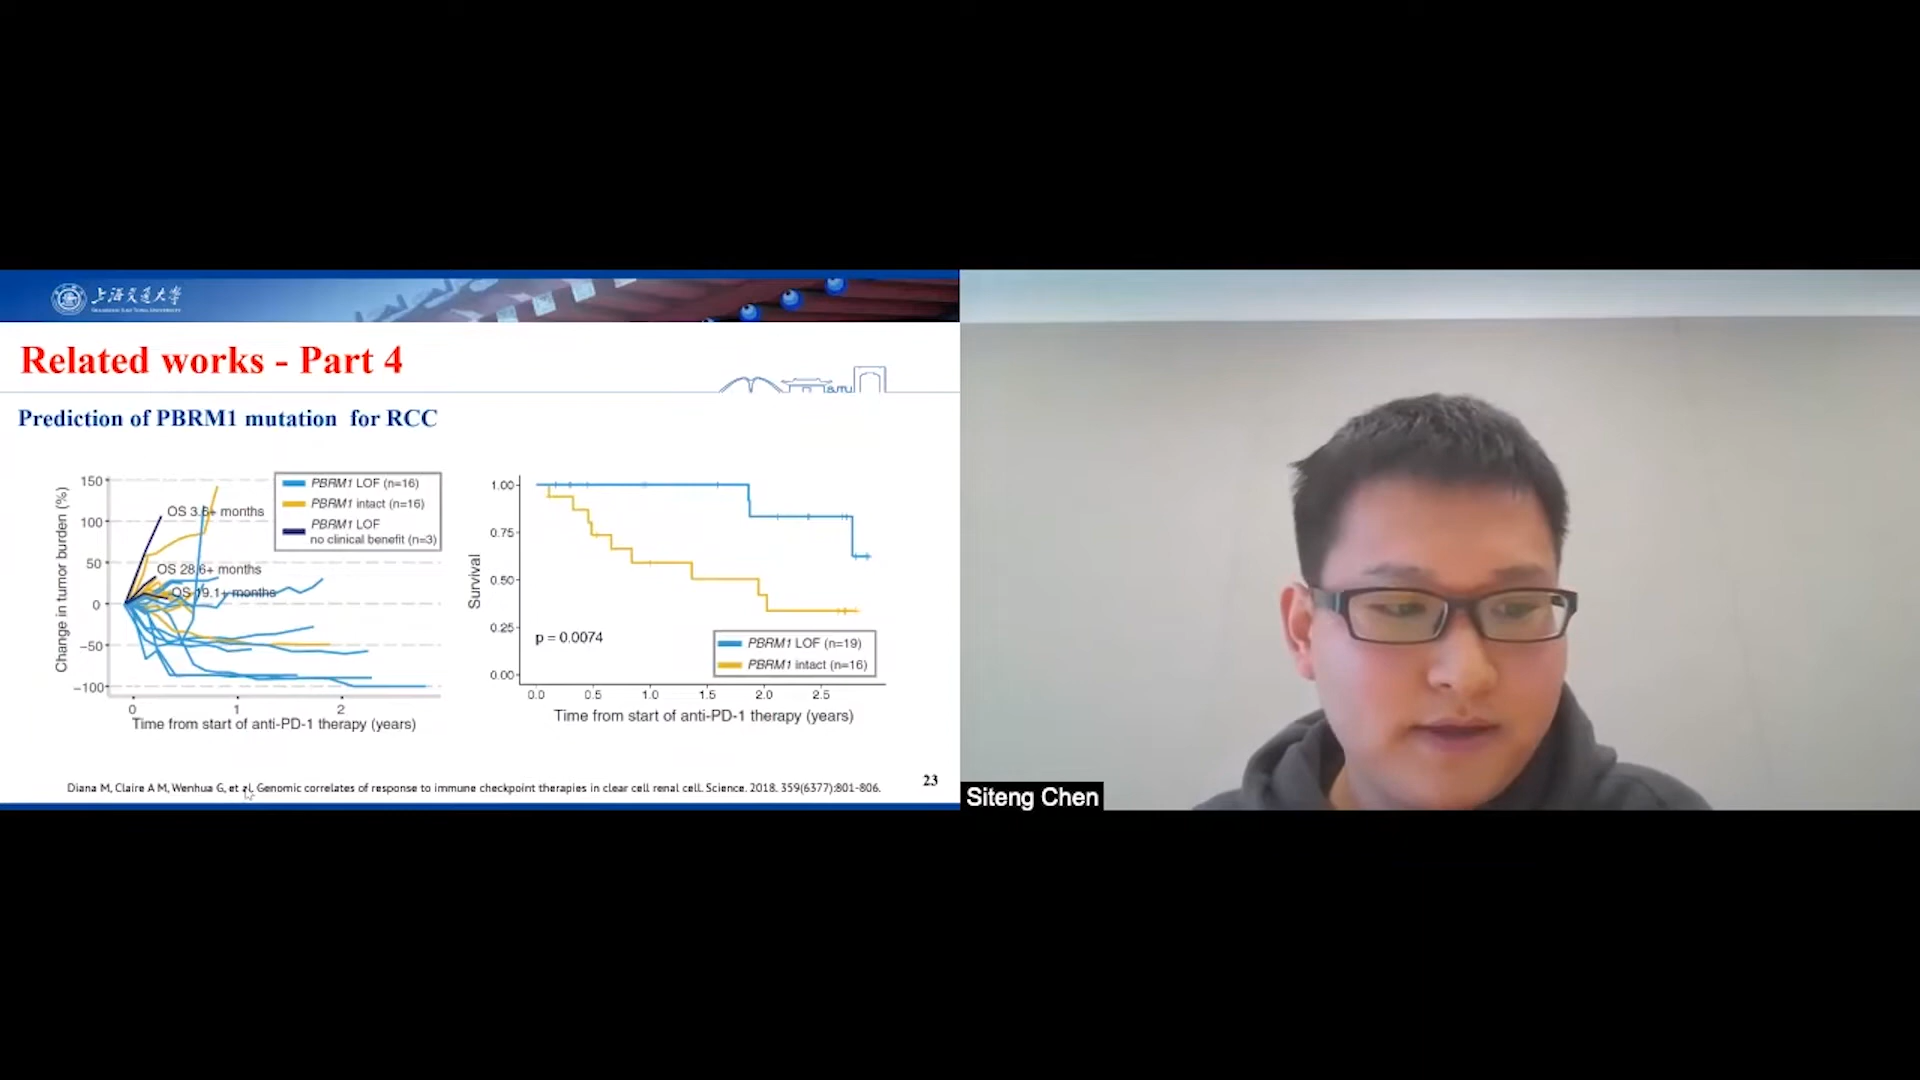 上海交通大学
SHANGHAI JIAO TONG UNIVERSITY
Related works - Part 4
SJTU
Prediction of PBRM1 mutation for RCC
Change in tumor burden (%)
150
100
50
0
−50
−100
OS 3.6+ months
OS 28.6+ months
OS 19.1+ months
PBRM1 LOF (n=16)
PBRM1 intact (n=16)
PBRM1 LOF
no clinical benefit (n=3)
0 1 2
Time from start of anti-PD-1 therapy (years)
Survival
1.00
0.75
0.50
0.25
0.00
p = 0.0074
PBRM1 LOF (n=19)
PBRM1 intact (n=16)
0.0 0.5 1.0 1.5 2.0 2.5
Time from start of anti-PD-1 therapy (years)
Diana M, Claire A M, Wenhua G, et al. Genomic correlates of response to immune checkpoint therapies in clear cell renal cell. Science. 2018. 359(6377):801-806.
23
Siteng Chen